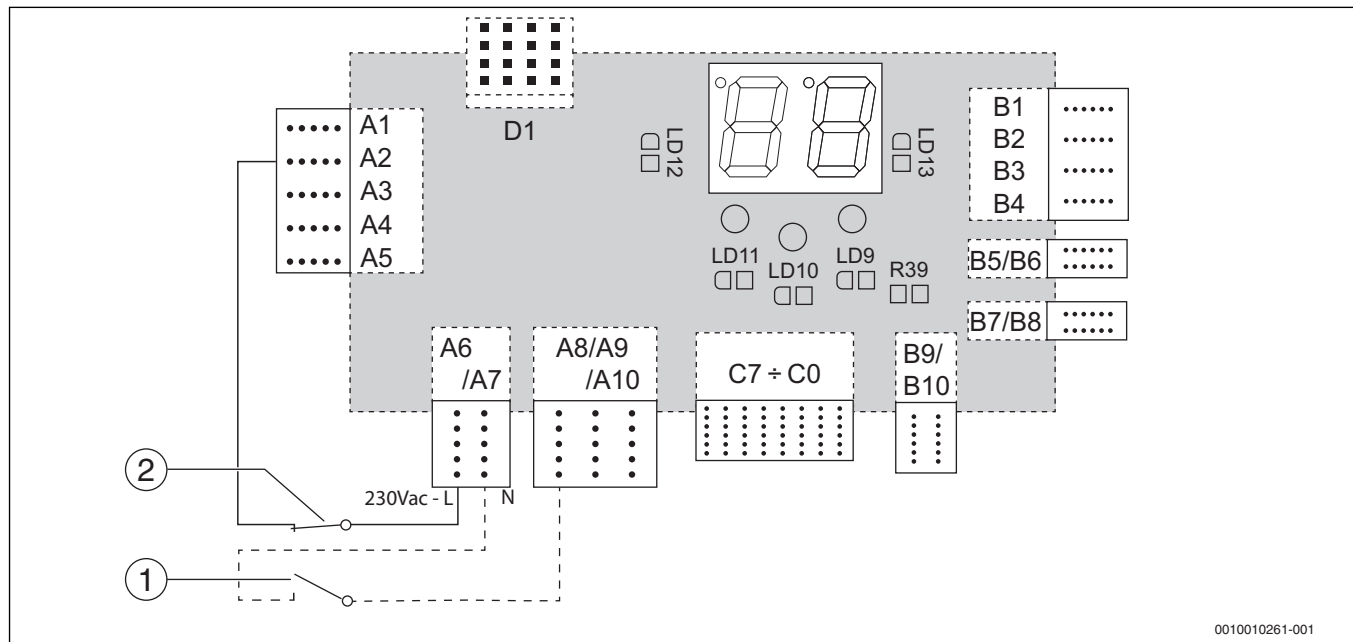 D1
A1
A2
A3
A4
A5
LD12
LD13
B1
B2
B3
B4
LD11
LD10
LD9
R39
B5/B6
B7/B8
A6
/A7
A8/A9
/A10
C7 ÷ C0
B9/
B10
2
230Vac - L
N
1
0010010261-001